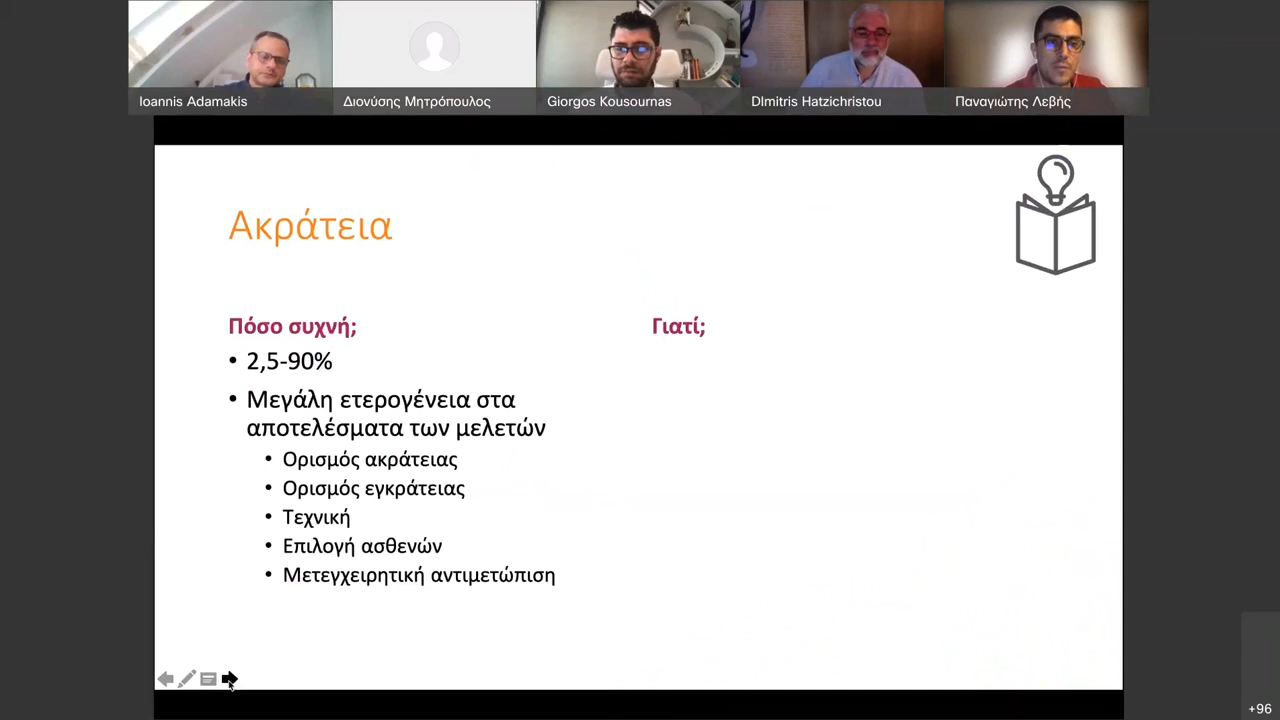 Ioannis Adamakis
Διονύσης Μητρόπουλος
Giorgos Kousournas
DImitris Hatzichristou
Παναγιώτης Λεβής
Ακράτεια
Πόσο συχνή;
• 2,5-90%
• Μεγάλη ετερογένεια στα
αποτελέσματα των μελετών
• Ορισμός ακράτειας
• Ορισμός εγκράτειας
• Τεχνική
• Επιλογή ασθενών
• Μετεγχειρητική αντιμετώπιση
Γιατί;
+96